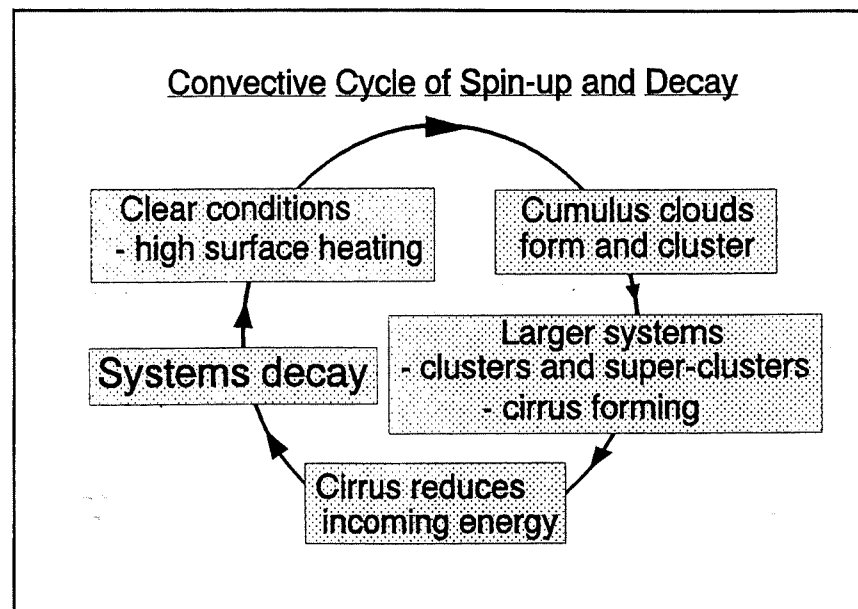 Convective Cycle of Spin-up and Decay
Clear conditions
- high surface heating
Cumulus clouds
form and cluster
Larger systems
- clusters and super-clusters
- cirrus forming
Cirrus reduces
incoming energy
Systems decay